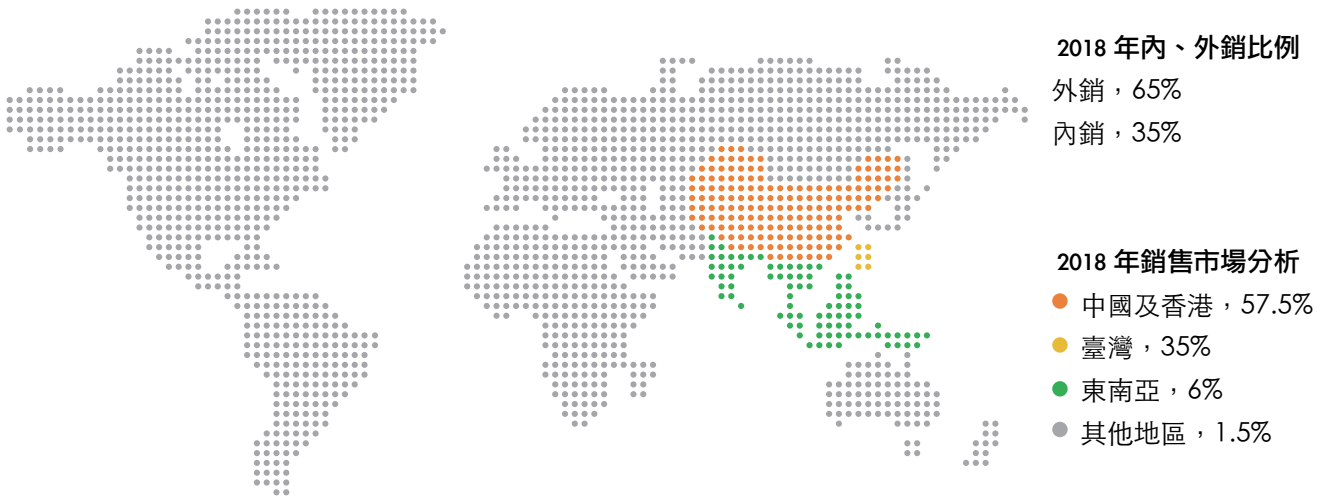 2018 年內、外銷比例
外銷，65%
內銷，35%
2018 年銷售市場分析
中國及香港，57.5%
臺灣，35%
東南亞，6%
其他地區，1.5%